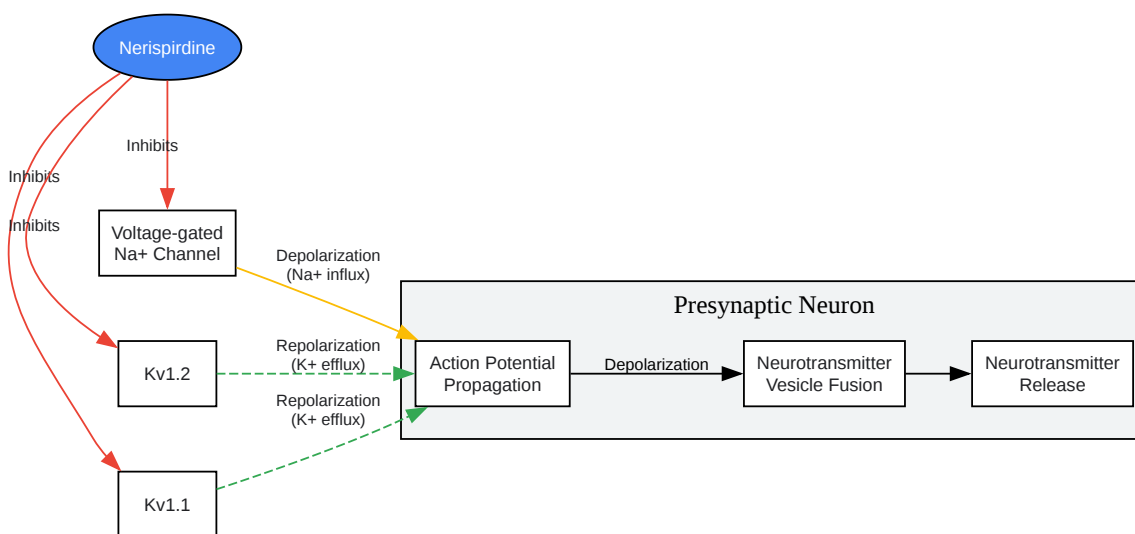 Nerispirdine
Inhibits
Inhibits
Inhibits
Voltage-gated
Na+ Channel
Depolarization
(Na+ influx)
Presynaptic Neuron
Repolarization
(K+ efflux)
Kv1.2
Action Potential
Propagation
Depolarization
Neurotransmitter
Vesicle Fusion
Neurotransmitter
Release
Repolarization
(K+ efflux)
Kv1.1